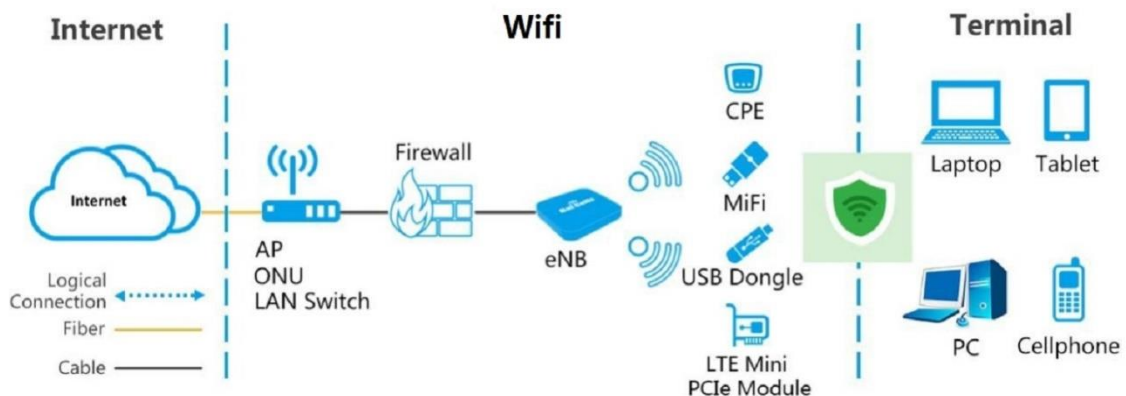 Internet
Wifi
Terminal
Internet
AP
ONU
LAN Switch
Firewall
eNB
CPE
MiFi
USB Dongle
LTE Mini
PCIe Module
Laptop
Tablet
PC
Cellphone
Logical
Connection
Fiber
Cable